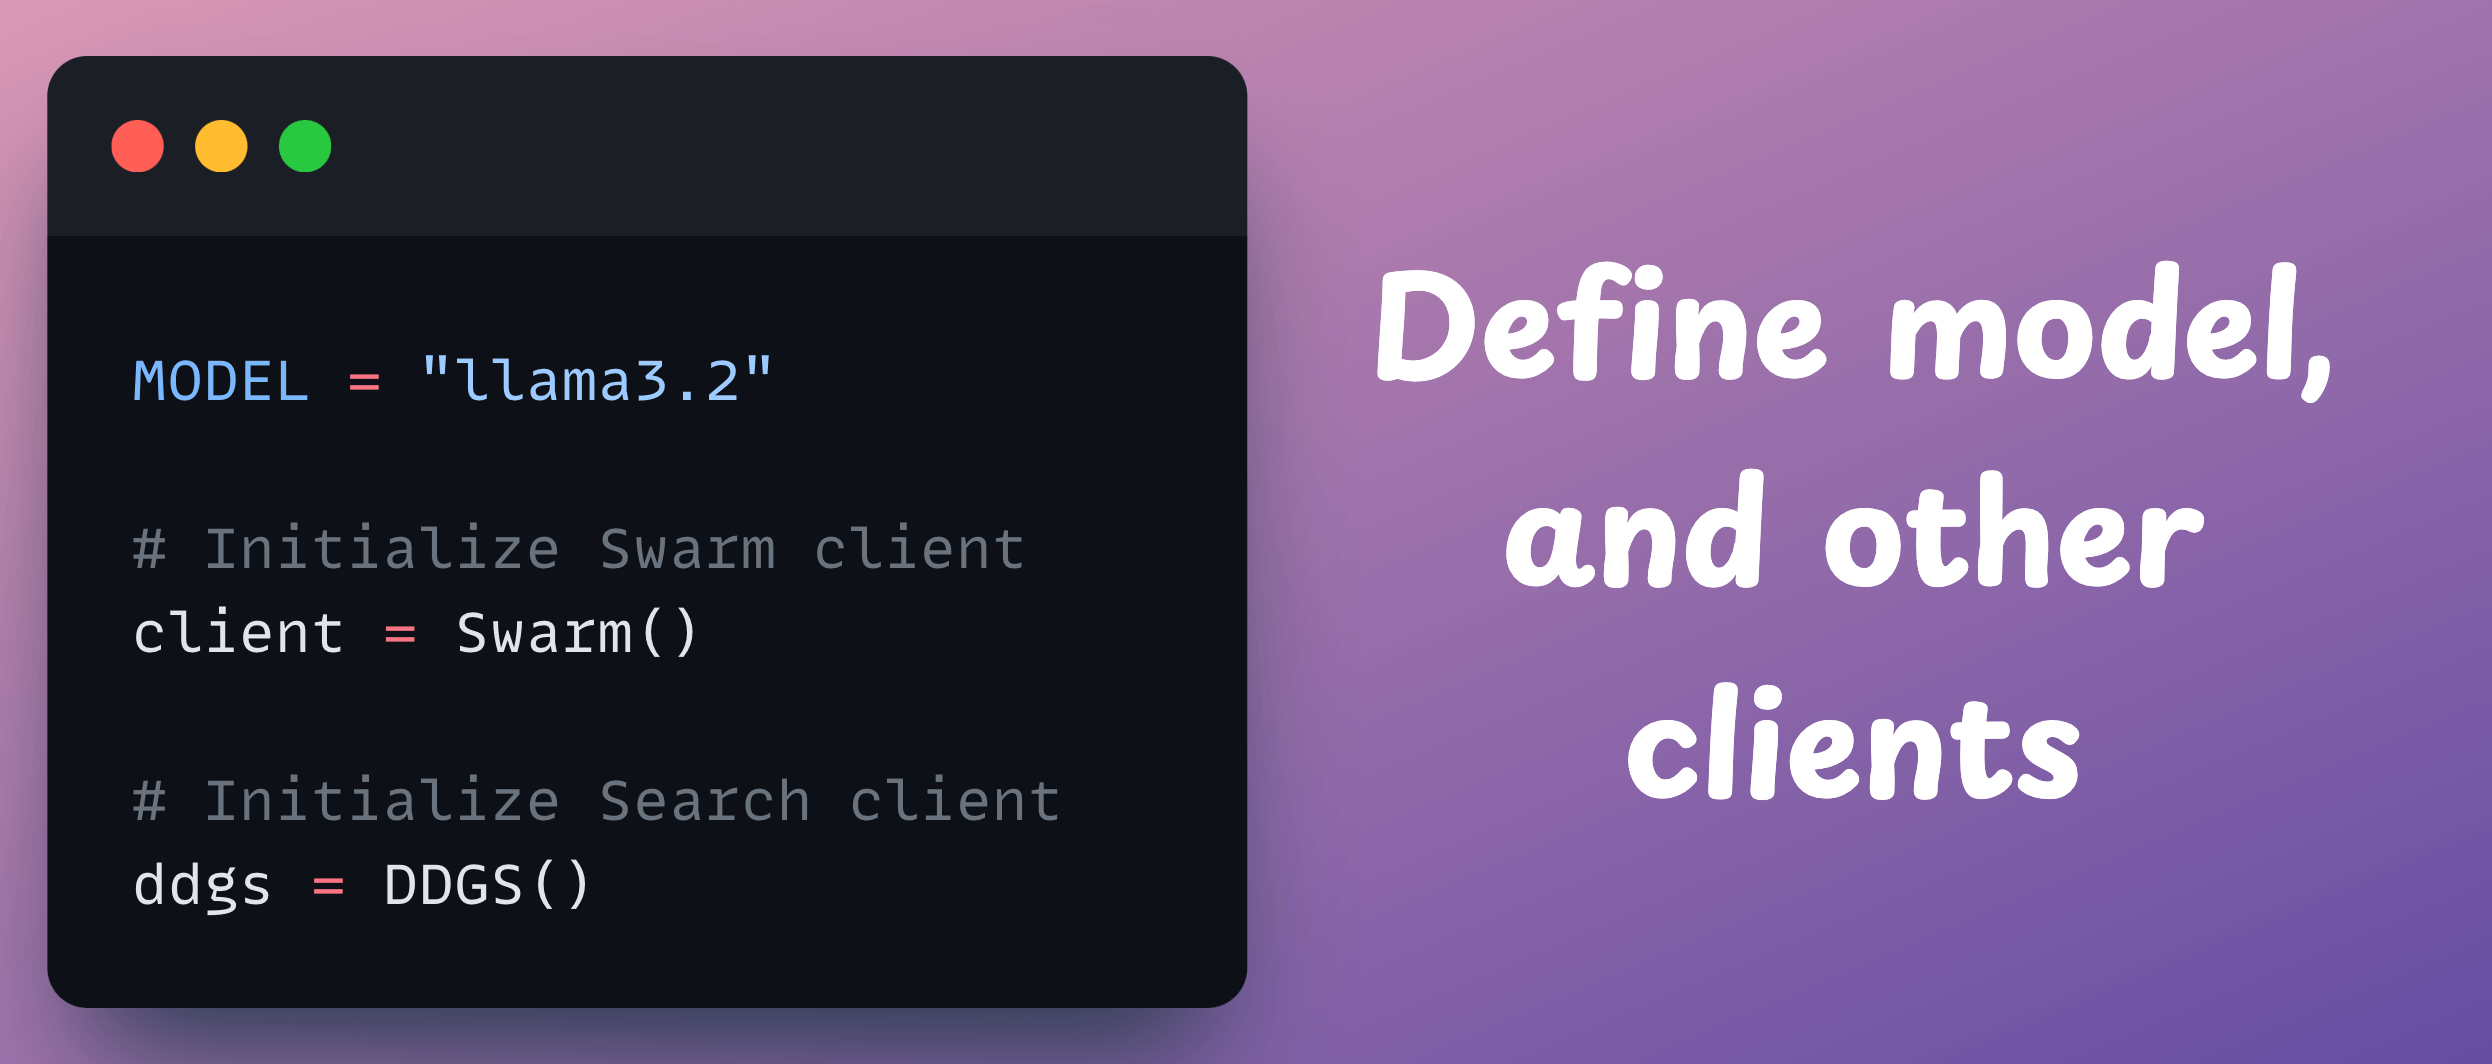 MODEL = "llama3.2"
# Initialize Swarm client
client = Swarm()
# Initialize Search client
ddgs = DDGS()
Define model,
and other
clients